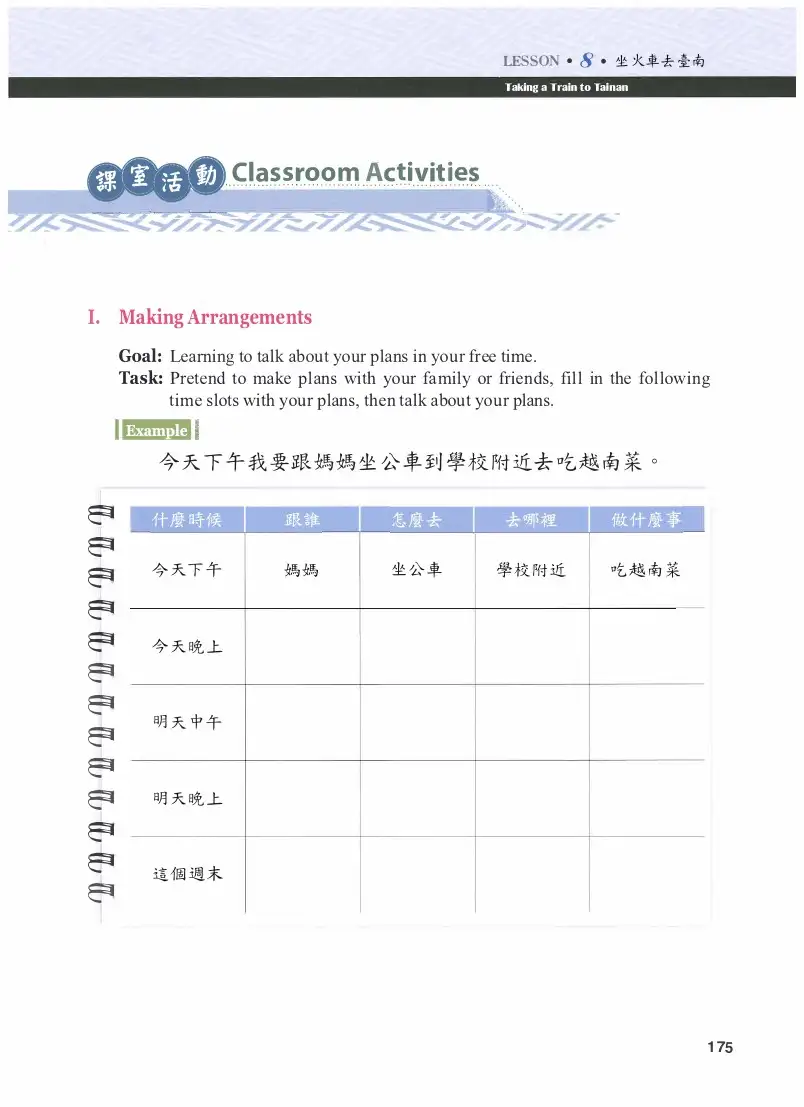 LESSON • 8 • 坐火車去臺南
Taking a Train to Tainan
課室活動 Classroom Activities
I. Making Arrangements
Goal: Learning to talk about your plans in your free time.
Task: Pretend to make plans with your family or friends, fill in the following
time slots with your plans, then talk about your plans.
Example
今天下午我要跟媽媽坐公車到學校附近去吃越南菜。
什麼時候 跟誰 怎麼去 去哪裡 做什麼事
今天下午 媽媽 坐公車 學校附近 吃越南菜
今天晚上
明天中午
明天晚上
這個週末
175